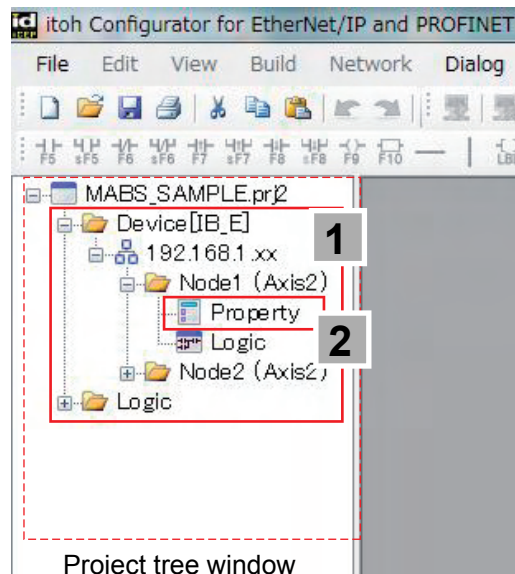 id itoh Configurator for EtherNet/IP and PROFINET
File Edit View Build Network Dialog
F5 sF5 F6 sF6 F7 sF7 F8 sF8 F9 F10 LBL
MABS_SAMPLE.prj2
Device[IB_E]
1
192.168.1.xx
Node1 (Axis2)
Property
2
Logic
Node2 (Axis2)
Logic
Project tree window